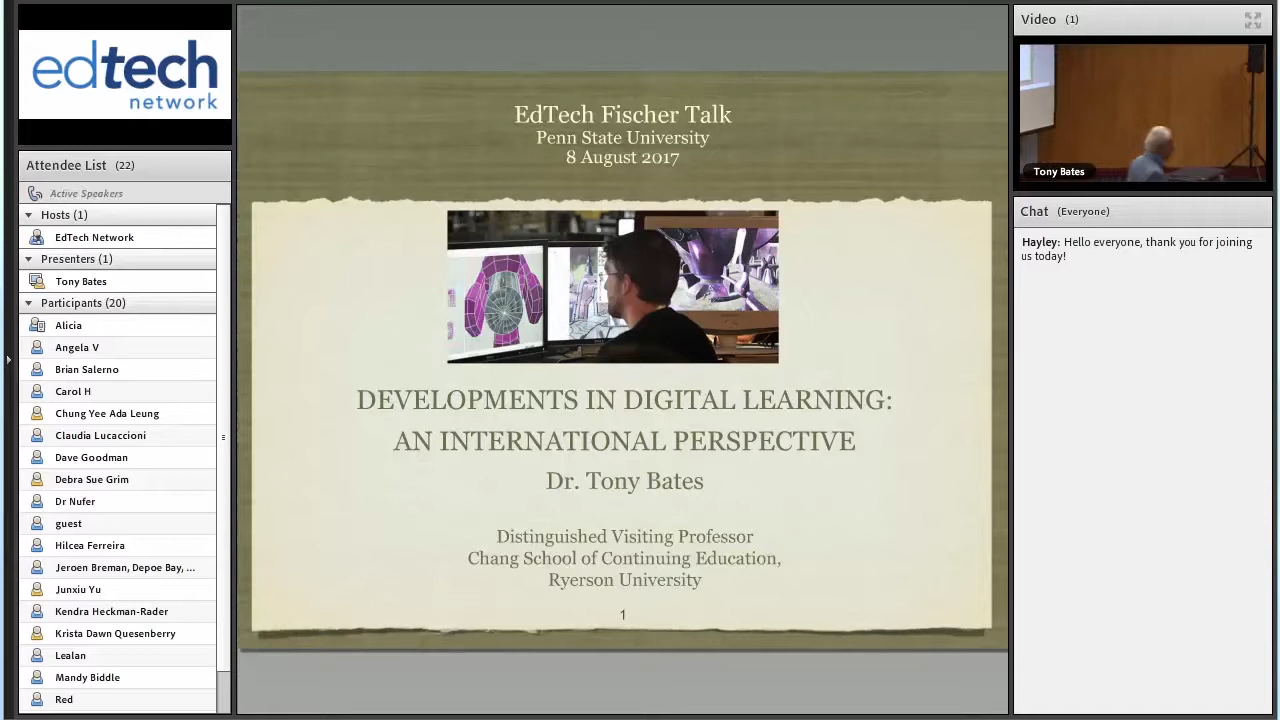 edtech
network
Attendee List (22)
Active Speakers
Hosts (1)
EdTech Network
Presenters (1)
Tony Bates
Participants (20)
Alicia
Angela V
Brian Salerno
Carol H
Chung Yee Ada Leung
Claudia Lucaccioni
Dave Goodman
Debra Sue Grim
Dr Nufer
guest
Hilcea Ferreira
Jeroen Breman, Depoe Bay, ...
Junxiu Yu
Kendra Heckman-Rader
Krista Dawn Quesenberry
Lealan
Mandy Biddle
Red
EdTech Fischer Talk
Penn State University
8 August 2017
DEVELOPMENTS IN DIGITAL LEARNING:
AN INTERNATIONAL PERSPECTIVE
Dr. Tony Bates
Distinguished Visiting Professor
Chang School of Continuing Education,
Ryerson University
1
Video (1)
Tony Bates
Chat (Everyone)
Hayley: Hello everyone, thank you for joining
us today!